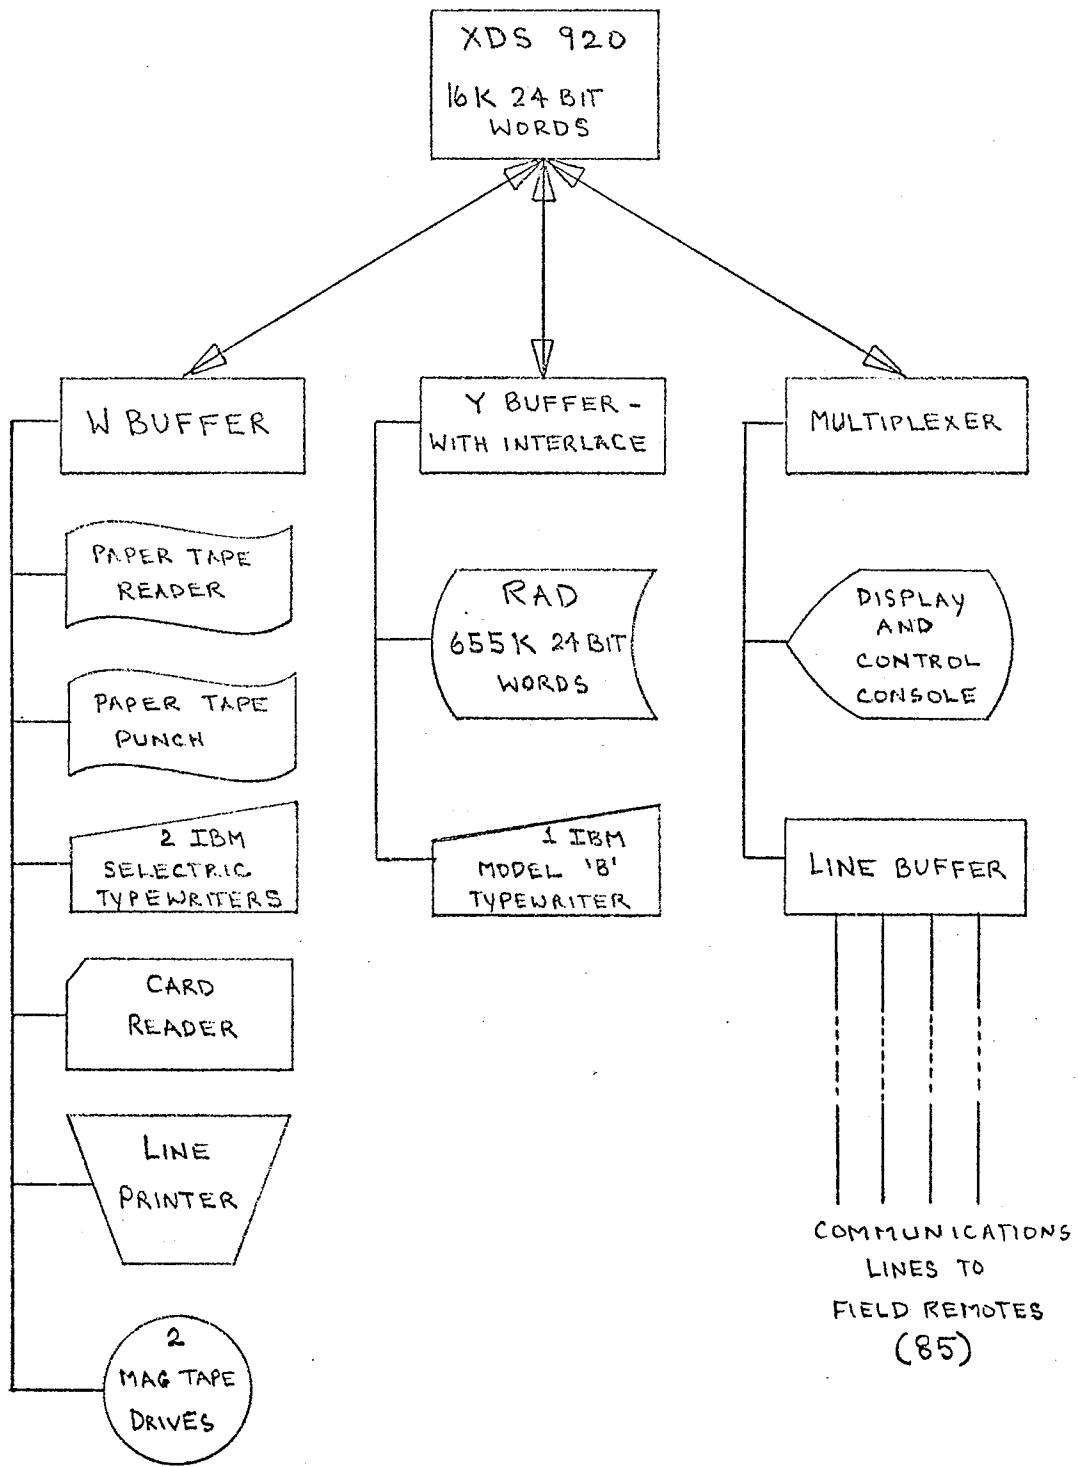 XDS 920
16K 24 BIT
WORDS
W BUFFER
PAPER TAPE
READER
PAPER TAPE
PUNCH
2 IBM
SELECTRIC
TYPEWRITERS
CARD
READER
LINE
PRINTER
2
MAG TAPE
DRIVES
Y BUFFER -
WITH INTERLACE
RAD
655K 24 BIT
WORDS
1 IBM
MODEL 'B'
TYPEWRITER
MULTIPLEXER
DISPLAY
AND
CONTROL
CONSOLE
LINE BUFFER
COMMUNICATIONS
LINES TO
FIELD REMOTES
(85)